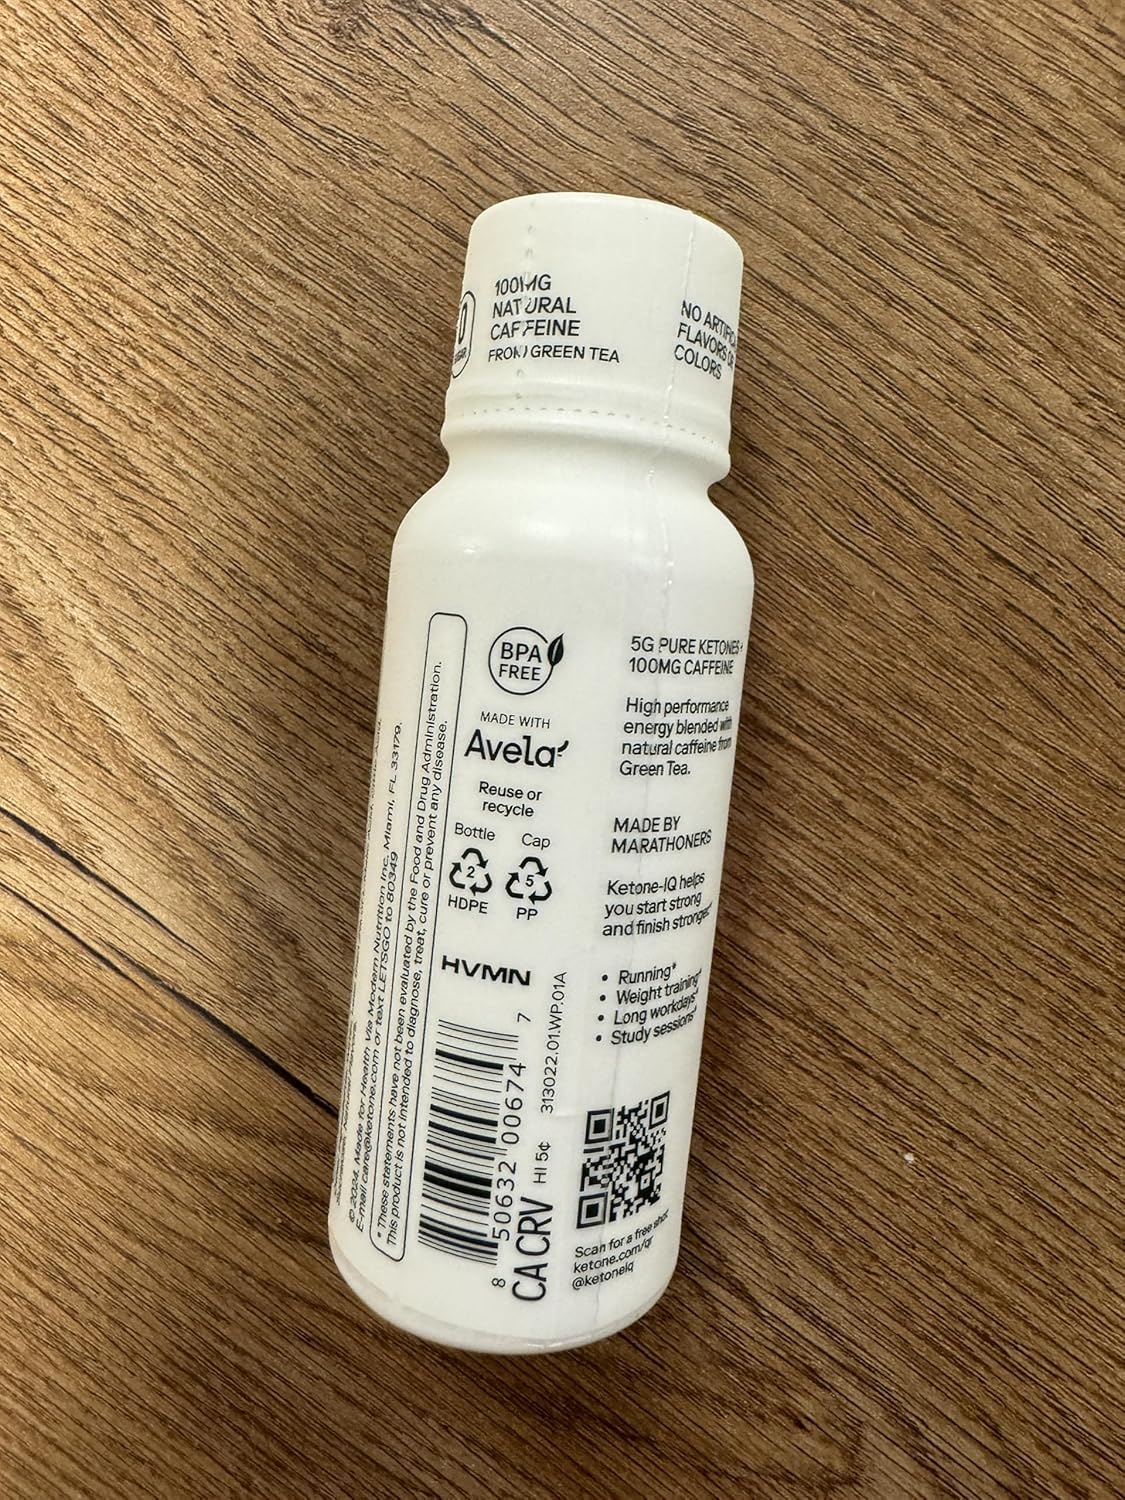 100MG
NATURAL
CAFFEINE
FROM GREEN TEA
NO
FLAVORS
COLORS
BPA
FREE
MADE WITH
Avela
Reuse or
recycle
Bottle
Cap
2
5
HDPE
PP
HVMN
5G PURE KETONES +
100MG CAFFEINE
High performance
energy blended with
natural caffeine from
Green Tea.
MADE BY
MARATHONERS
Ketone-IQ helps
you start strong
and finish stronger.*
• Running*
• Weight training*
• Long workdays*
• Study sessions*
Scan for a free shot
ketone.com/qr
@ketoneiq
© 2024. Made for Health Via Modern Nutrition Inc. Miami, FL 33179.
E-mail care@ketone.com or text LETSGO to 80349
* These statements have not been evaluated by the Food and Drug Administration.
This product is not intended to diagnose, treat, cure or prevent any disease.
8 50632 00674 7
CA CRV HI 5¢
313022.01.WP.01A